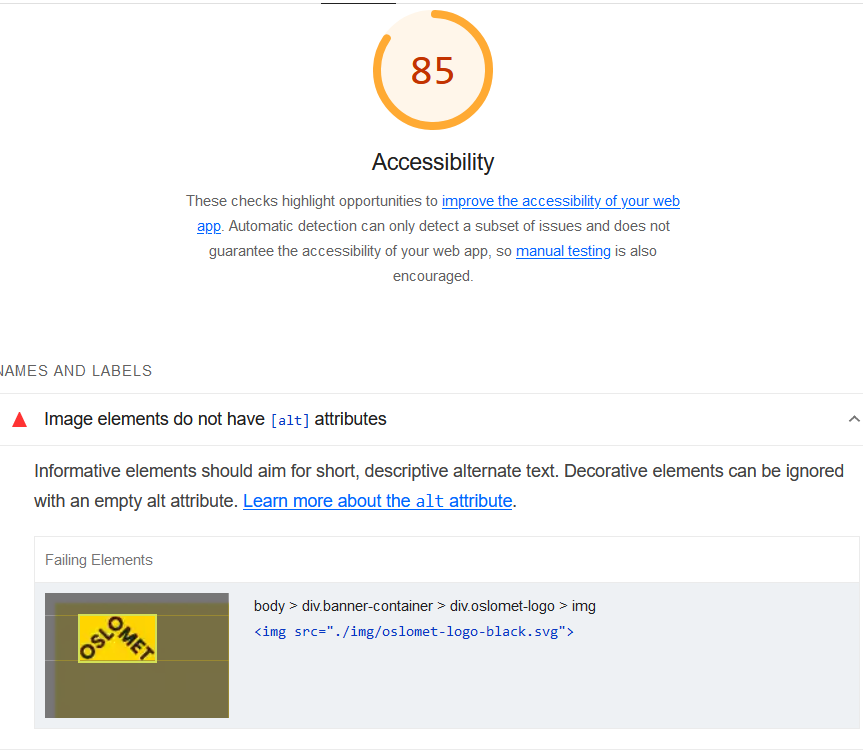 85
Accessibility
These checks highlight opportunities to improve the accessibility of your web
app. Automatic detection can only detect a subset of issues and does not
guarantee the accessibility of your web app, so manual testing is also
encouraged.
NAMES AND LABELS
Image elements do not have [alt] attributes
Informative elements should aim for short, descriptive alternate text. Decorative elements can be ignored
with an empty alt attribute. Learn more about the alt attribute.
Failing Elements
OSLOMET
body > div.banner-container > div.oslomet-logo > img
<img src="./img/oslomet-logo-black.svg">